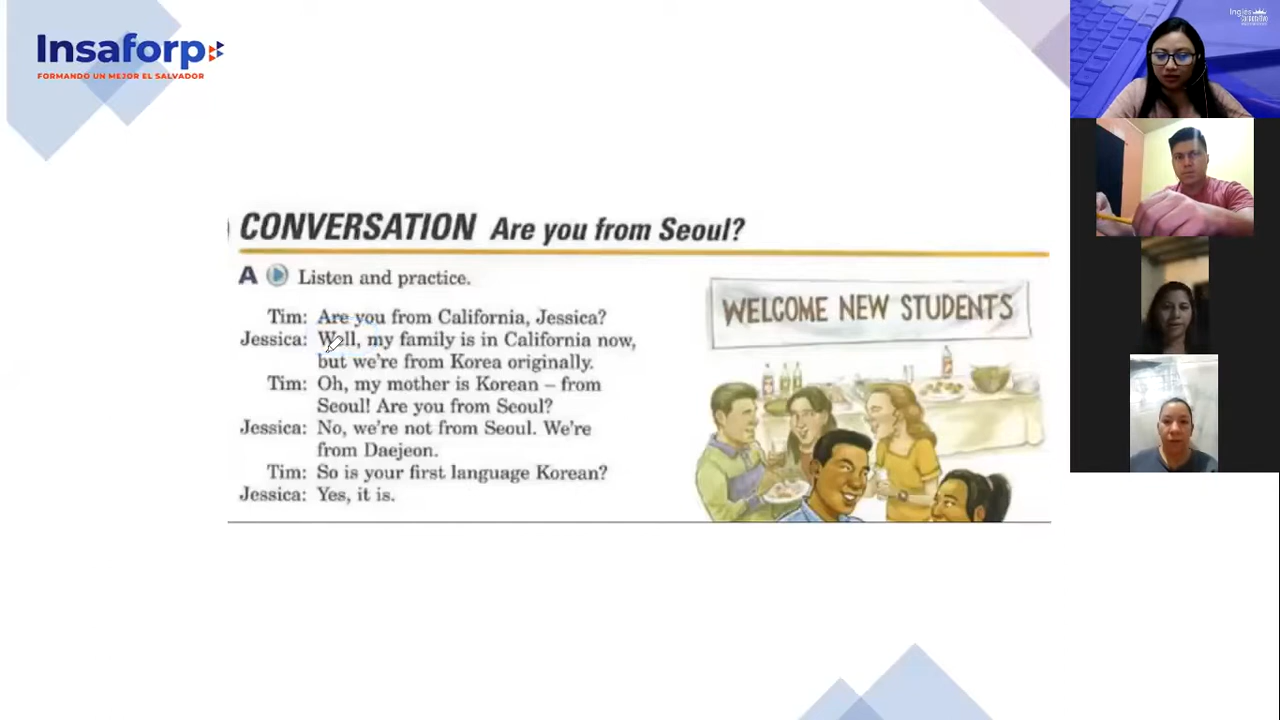 Insaforp
FORMANDO UN MEJOR EL SALVADOR
Inglés
CONVERSATION Are you from Seoul?
A Listen and practice.
Tim: Are you from California, Jessica?
Jessica: Well, my family is in California now,
but we're from Korea originally.
Tim: Oh, my mother is Korean – from
Seoul! Are you from Seoul?
Jessica: No, we're not from Seoul. We're
from Daejeon.
Tim: So is your first language Korean?
Jessica: Yes, it is.
WELCOME NEW STUDENTS